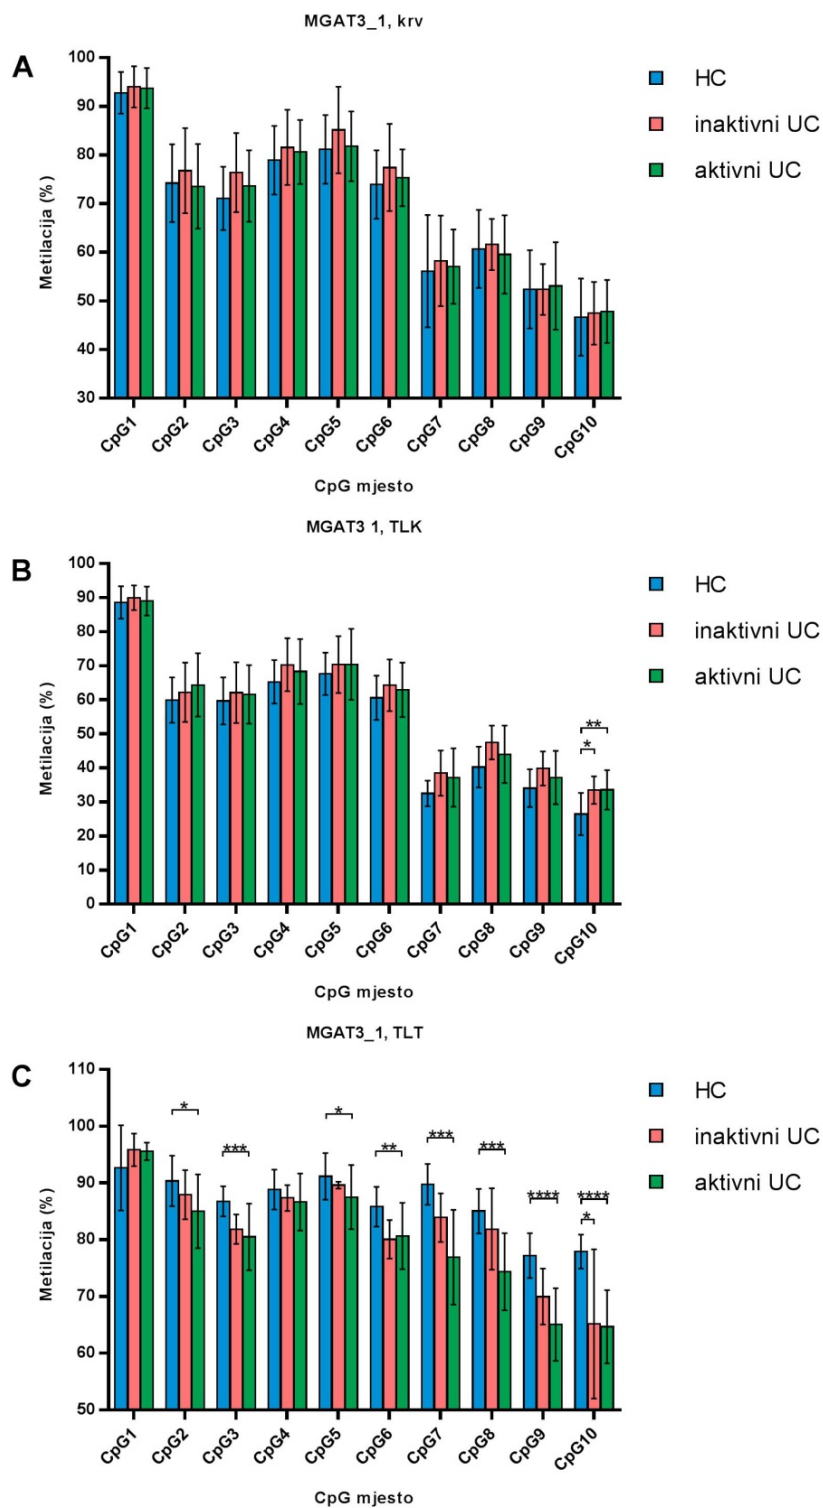 MGAT3_1, krv
A
Metilacija (%)
100
90
80
70
60
50
40
30
CpG1 CpG2 CpG3 CpG4 CpG5 CpG6 CpG7 CpG8 CpG9 CpG10
CpG mjesto
HC
inaktivni UC
aktivni UC
MGAT3 1, TLK
B
Metilacija (%)
100
90
80
70
60
50
40
30
20
10
0
** 
*
CpG1 CpG2 CpG3 CpG4 CpG5 CpG6 CpG7 CpG8 CpG9 CpG10
CpG mjesto
HC
inaktivni UC
aktivni UC
MGAT3_1, TLT
C
Metilacija (%)
110
100
90
80
70
60
50
* *** * ** *** *** **** ****
*
CpG1 CpG2 CpG3 CpG4 CpG5 CpG6 CpG7 CpG8 CpG9 CpG10
CpG mjesto
HC
inaktivni UC
aktivni UC